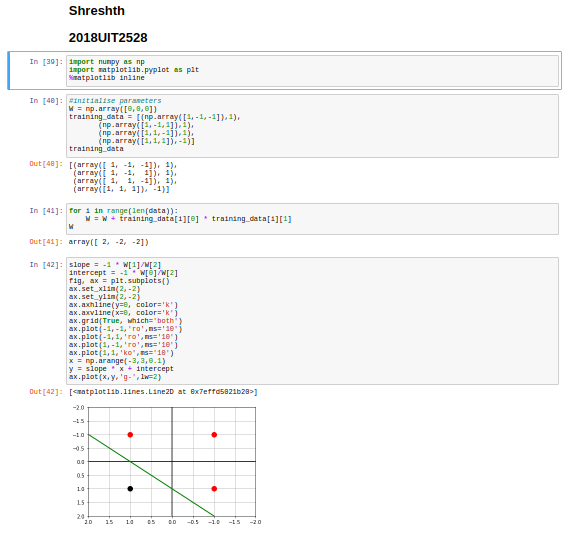 Shreshth
2018UIT2528
In [39]: import numpy as np
import matplotlib.pyplot as plt
%matplotlib inline
In [40]: #initialise parameters
W = np.array([0,0,0])
training_data = [(np.array([1,-1,-1]),1),
(np.array([1,-1,1]),1),
(np.array([1,1,-1]),1),
(np.array([1,1,1]),-1)]
training_data
Out[40]: [(array([ 1, -1, -1]), 1),
(array([ 1, -1,  1]), 1),
(array([ 1,  1, -1]), 1),
(array([1, 1, 1]), -1)]
In [41]: for i in range(len(data)):
W = W + training_data[i][0] * training_data[i][1]
W
Out[41]: array([ 2, -2, -2])
In [42]: slope = -1 * W[1]/W[2]
intercept = -1 * W[0]/W[2]
fig, ax = plt.subplots()
ax.set_xlim(2,-2)
ax.set_ylim(2,-2)
ax.axhline(y=0, color='k')
ax.axvline(x=0, color='k')
ax.grid(True, which='both')
ax.plot(-1,-1,'ro',ms='10')
ax.plot(-1,1,'ro',ms='10')
ax.plot(1,-1,'ro',ms='10')
ax.plot(1,1,'ko',ms='10')
x = np.arange(-3,3,0.1)
y = slope * x + intercept
ax.plot(x,y,'g-',lw=2)
Out[42]: [<matplotlib.lines.Line2D at 0x7effd5021b20>]
−2.0
−1.5
−1.0
−0.5
0.0
0.5
1.0
1.5
2.0
2.0 1.5 1.0 0.5 0.0 −0.5 −1.0 −1.5 −2.0